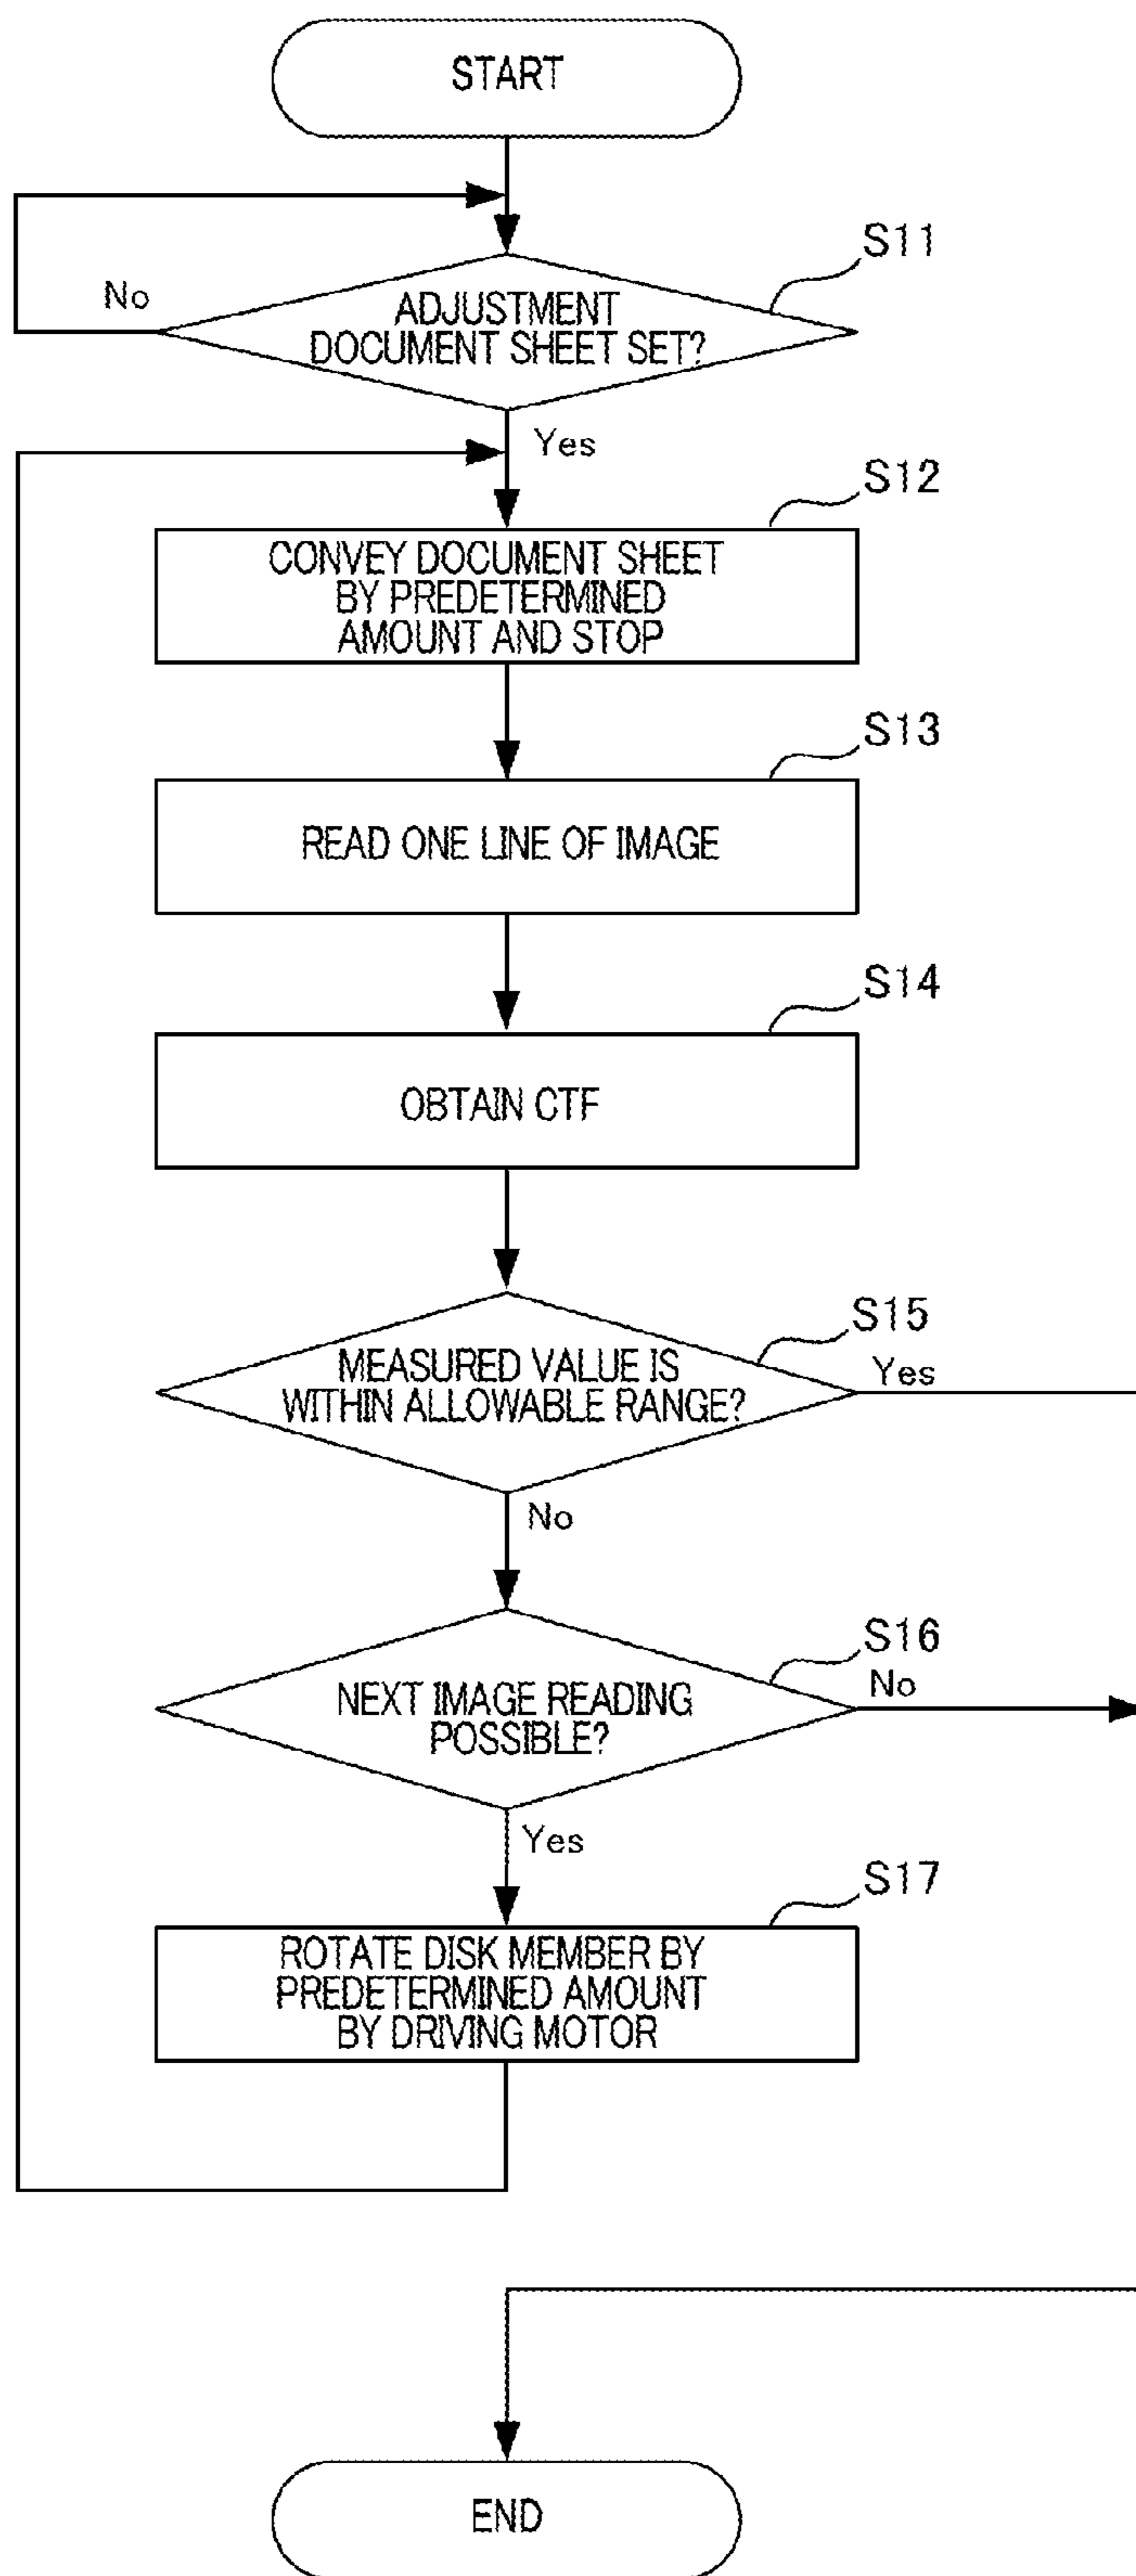 START
S11
No
ADJUSTMENT
DOCUMENT SHEET SET?
Yes
S12
CONVEY DOCUMENT SHEET
BY PREDETERMINED
AMOUNT AND STOP
S13
READ ONE LINE OF IMAGE
S14
OBTAIN CTF
S15
MEASURED VALUE IS
WITHIN ALLOWABLE RANGE?
Yes
No
S16
NEXT IMAGE READING
POSSIBLE?
No
Yes
S17
ROTATE DISK MEMBER BY
PREDETERMINED AMOUNT
BY DRIVING MOTOR
END